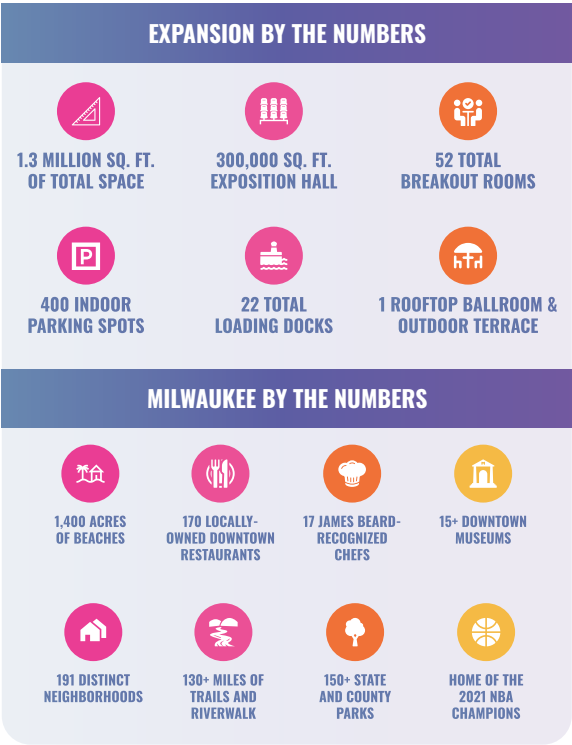 EXPANSION BY THE NUMBERS
1.3 MILLION SQ. FT.
OF TOTAL SPACE
300,000 SQ. FT.
EXPOSITION HALL
52 TOTAL
BREAKOUT ROOMS
P
400 INDOOR
PARKING SPOTS
22 TOTAL
LOADING DOCKS
1 ROOFTOP BALLROOM &
OUTDOOR TERRACE
MILWAUKEE BY THE NUMBERS
1,400 ACRES
OF BEACHES
170 LOCALLY-
OWNED DOWNTOWN
RESTAURANTS
17 JAMES BEARD-
RECOGNIZED
CHEFS
15+ DOWNTOWN
MUSEUMS
191 DISTINCT
NEIGHBORHOODS
130+ MILES OF
TRAILS AND
RIVERWALK
150+ STATE
AND COUNTY
PARKS
HOME OF THE
2021 NBA
CHAMPIONS